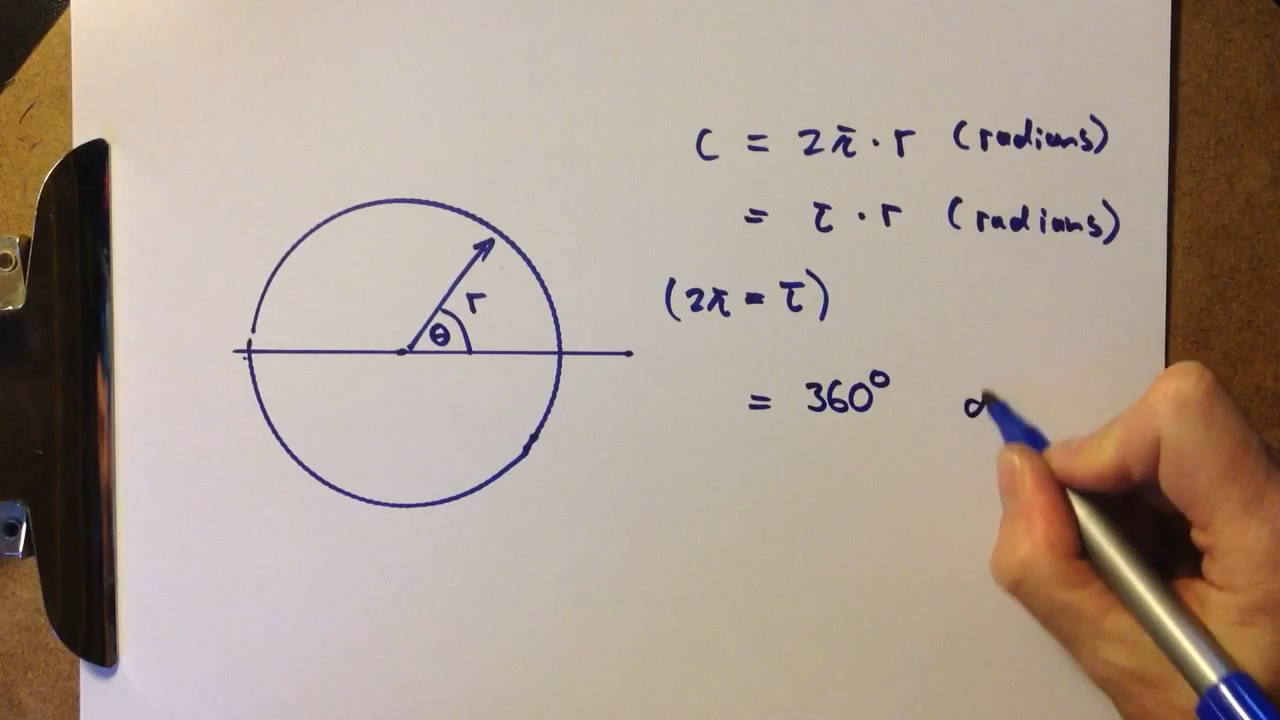 r
θ
C = 2π · r (radians)
= τ · r (radians)
(2π = τ)
= 360°